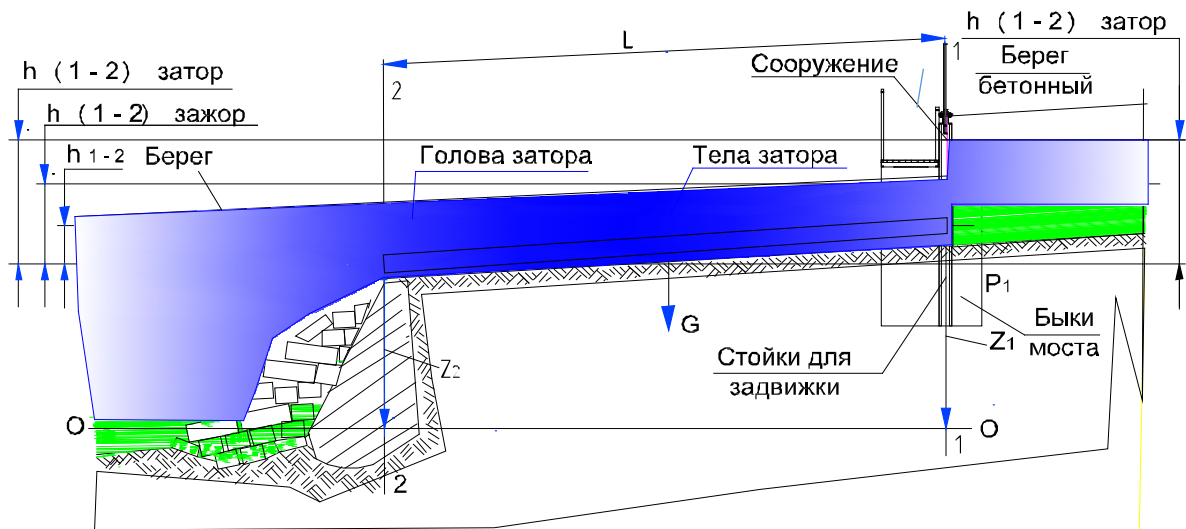 h (1-2) затор
L
1
h (1-2) затор
Берег
бетонный
Сооружение
2
h (1-2) зажор
h 1-2
Берег
Голова затора
Тела затора
P1
G
Быки
моста
Z1
Стойки для
задвижки
Z2
O
O
1
2